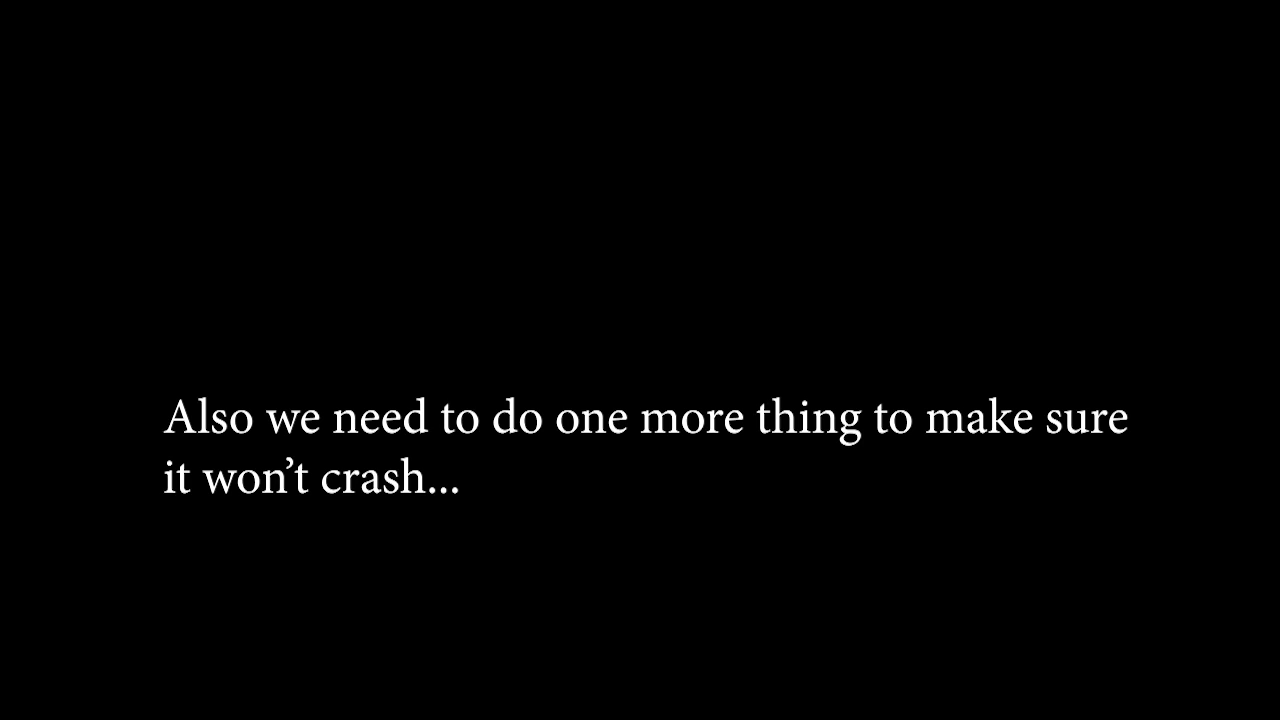 Also we need to do one more thing to make sure
it won’t crash...